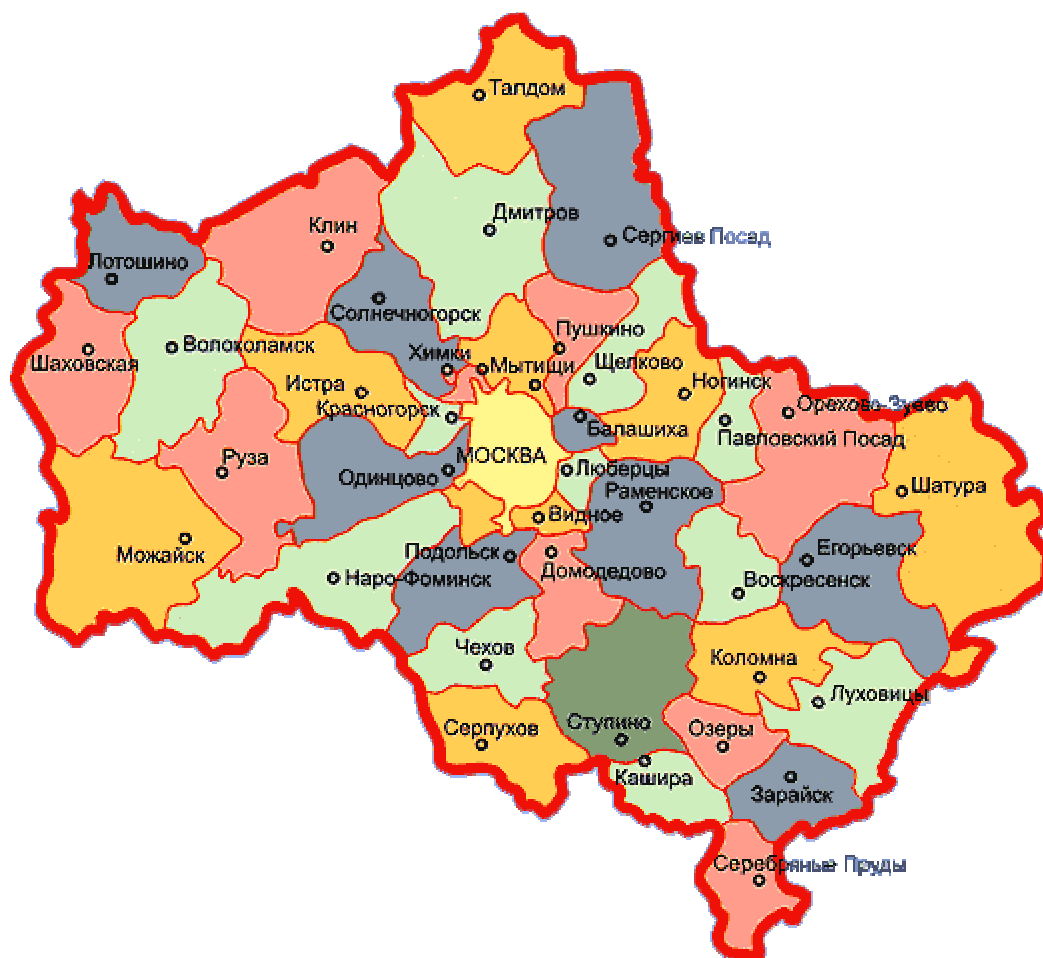 Талдом
Дмитров
Клин
Сергиев Посад
Лотошино
Солнечногорск
Пушкино
Волоколамск
Химки
Мытищи
Щелково
Шаховская
Истра
Ногинск
Красногорск
Орехово-Зуево
Балашиха
Павловский Посад
МОСКВА
Руза
Одинцово
Люберцы
Раменское
Шатура
Видное
Можайск
Подольск
Егорьевск
Наро-Фоминск
Домодедово
Воскресенск
Чехов
Коломна
Луховицы
Серпухов
Ступино
Озеры
Кашира
Зарайск
Серебряные Пруды